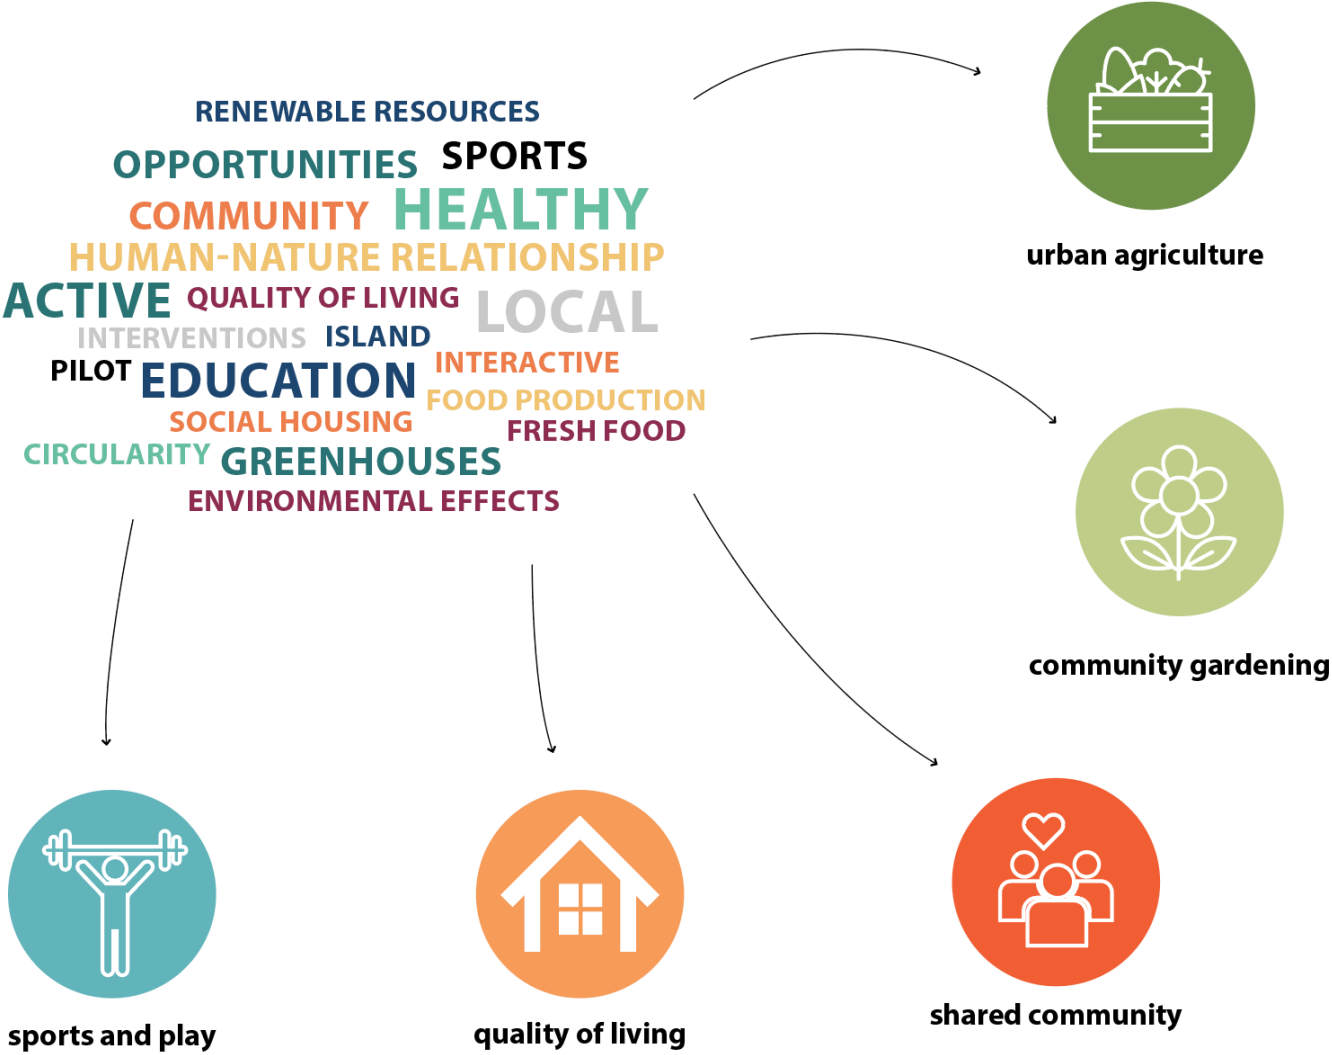 RENEWABLE RESOURCES
OPPORTUNITIES SPORTS
COMMUNITY HEALTHY
HUMAN-NATURE RELATIONSHIP
ACTIVE QUALITY OF LIVING LOCAL
INTERVENTIONS ISLAND
PILOT EDUCATION INTERACTIVE
FOOD PRODUCTION
SOCIAL HOUSING FRESH FOOD
CIRCULARITY GREENHOUSES
ENVIRONMENTAL EFFECTS
urban agriculture
community gardening
shared community
quality of living
sports and play